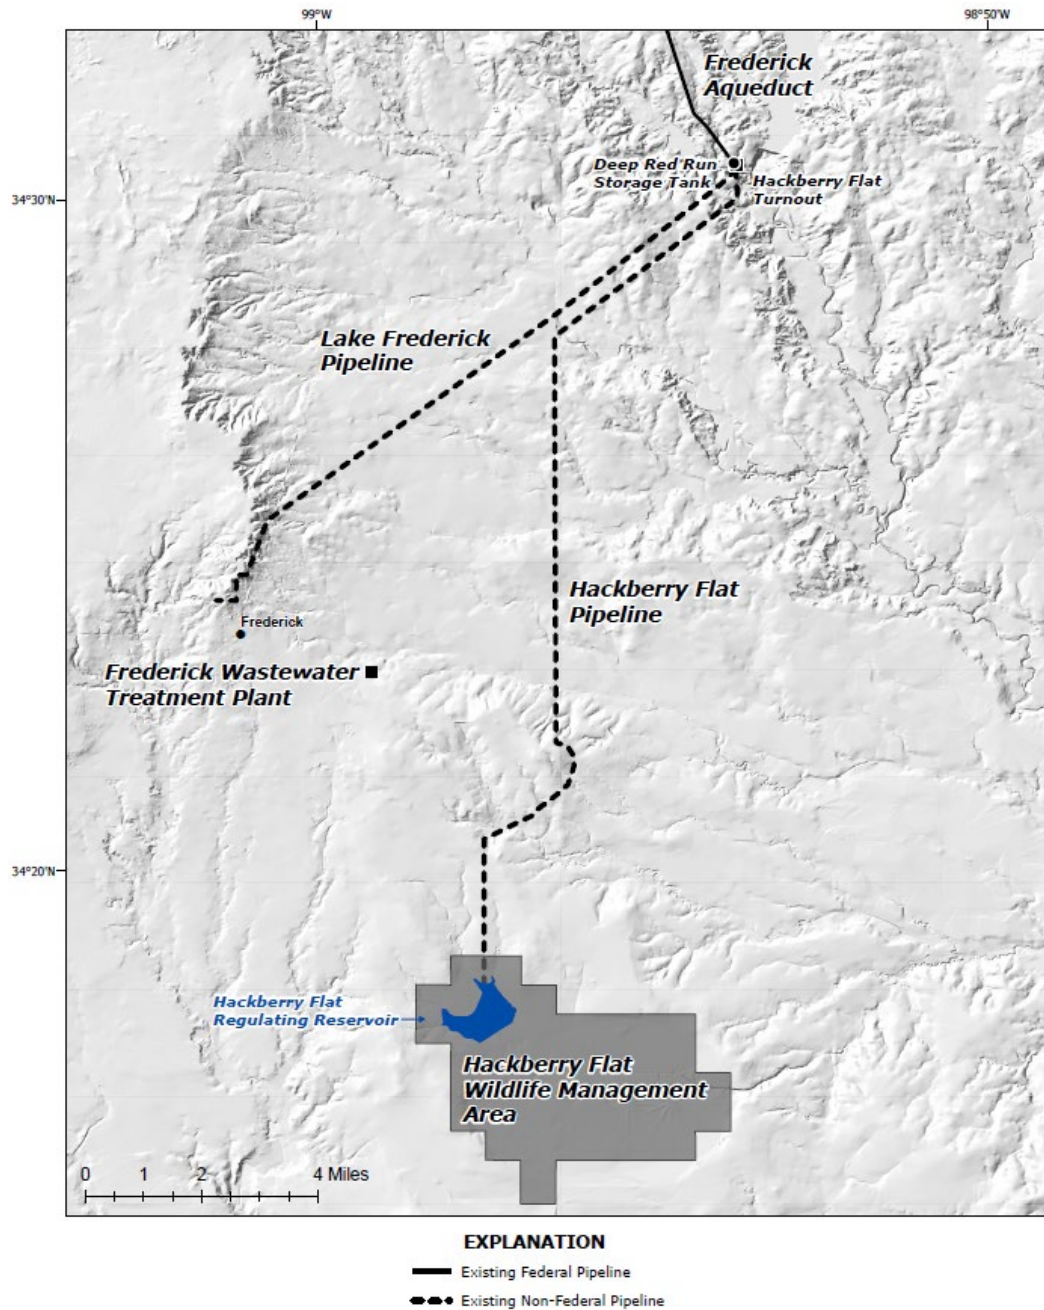 99°W
98°50'W
Frederick
Aqueduct
Deep Red Run
Storage Tank
Hackberry Flat
Turnout
34°30'N
Lake Frederick
Pipeline
Hackberry Flat
Pipeline
Frederick
Frederick Wastewater
Treatment Plant
34°20'N
Hackberry Flat
Regulating Reservoir
Hackberry Flat
Wildlife Management
Area
0 1 2 4 Miles
EXPLANATION
Existing Federal Pipeline
Existing Non-Federal Pipeline